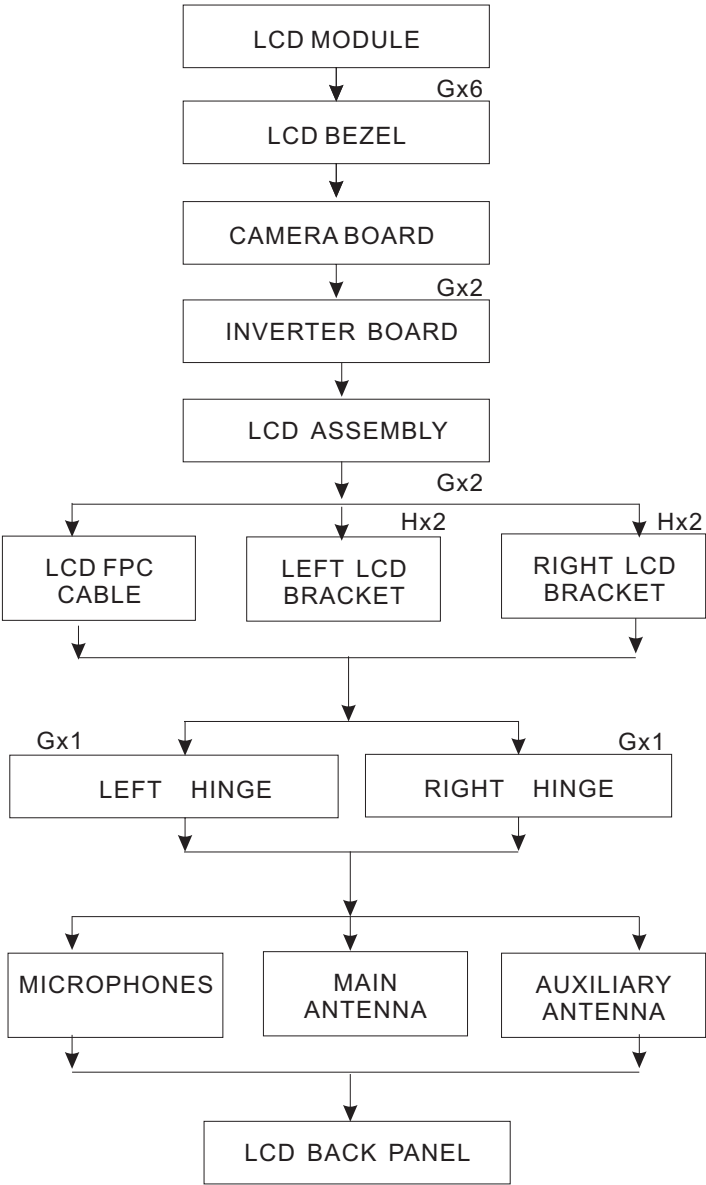 LCD MODULE
Gx6
LCD BEZEL
CAMERA BOARD
Gx2
INVERTER BOARD
LCD ASSEMBLY
Gx2
Hx2
Hx2
LCD FPC
CABLE
LEFT LCD
BRACKET
RIGHT LCD
BRACKET
Gx1
Gx1
LEFT HINGE
RIGHT HINGE
MICROPHONES
MAIN
ANTENNA
AUXILIARY
ANTENNA
LCD BACK PANEL